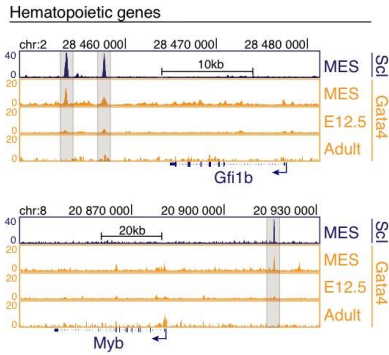 Hematopoietic genes
chr:2 28 460 000 28 470 000 28 480 000
40 10kb MES Scl
0
20 MES Gata4
0
20 E12.5
0
20 Adult
0
Gfi1b
chr:8 20 870 000 20 900 000 20 930 000
40 20kb MES Scl
0
20 MES Gata4
0
20 E12.5
0
20 Adult
0
Myb